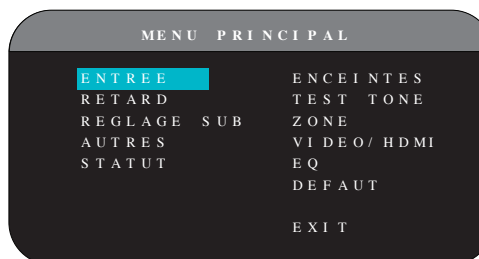 MENU PRINCIPAL
ENTREE ENCEINTES
RETARD TEST TONE
REGLAGE SUB ZONE
AUTRES VIDEO/HDMI
STATUT EQ
DEFAUT
EXIT